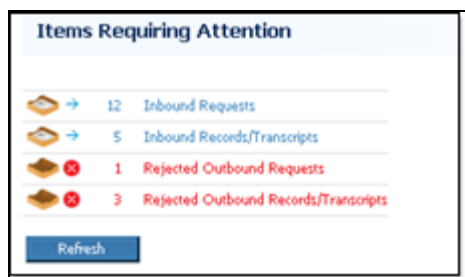 Items Requiring Attention
12 Inbound Requests
5 Inbound Records/Transcripts
1 Rejected Outbound Requests
3 Rejected Outbound Records/Transcripts
Refresh